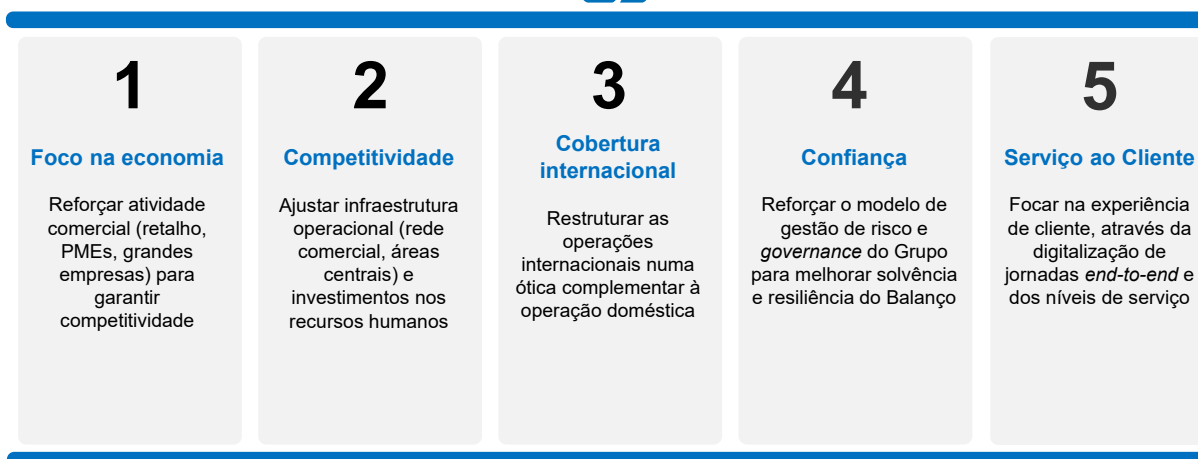 1
Foco na economia
Reforçar atividade
comercial (retalho,
PMEs, grandes
empresas) para
garantir
competitividade
2
Competitividade
Ajustar infraestrutura
operacional (rede
comercial, áreas
centrais) e
investimentos nos
recursos humanos
3
Cobertura
internacional
Restruturar as
operações
internacionais numa
ótica complementar à
operação doméstica
4
Confiança
Reforçar o modelo de
gestão de risco e
governance do Grupo
para melhorar solvência
e resiliência do Balanço
5
Serviço ao Cliente
Focar na experiência
de cliente, através da
digitalização de
jornadas end-to-end e
dos níveis de serviço